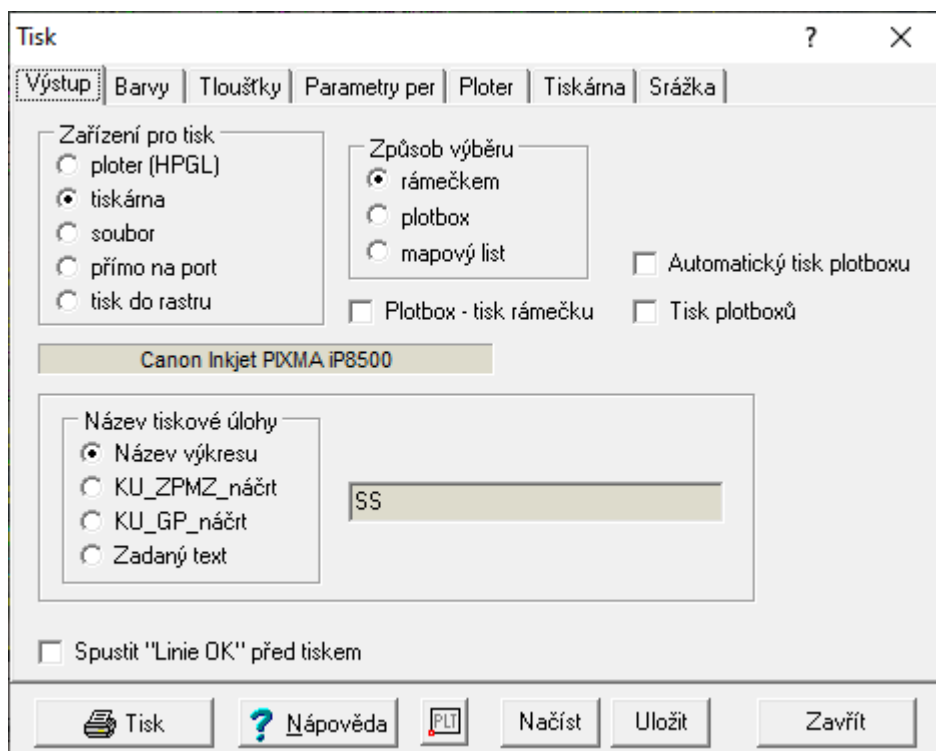 Tisk
Výstup Barvy Tloušťky Parametry per Ploter Tiskárna Srážka
Zařízení pro tisk
ploter (HPGL)
tiskárna
soubor
přímo na port
tisk do rastru
Způsob výběru
rámečkem
plotbox
mapový list
Automatický tisk plotboxu
Plotbox - tisk rámečku
Tisk plotboxů
Canon Inkjet PIXMA iP8500
Název tiskové úlohy
Název výkresu
KU_ZPMZ_náčrt
KU_GP_náčrt
Zadaný text
SS
Spustit "Linie OK" před tiskem
Tisk ? Nápověda PLT Načíst Uložit Zavřít